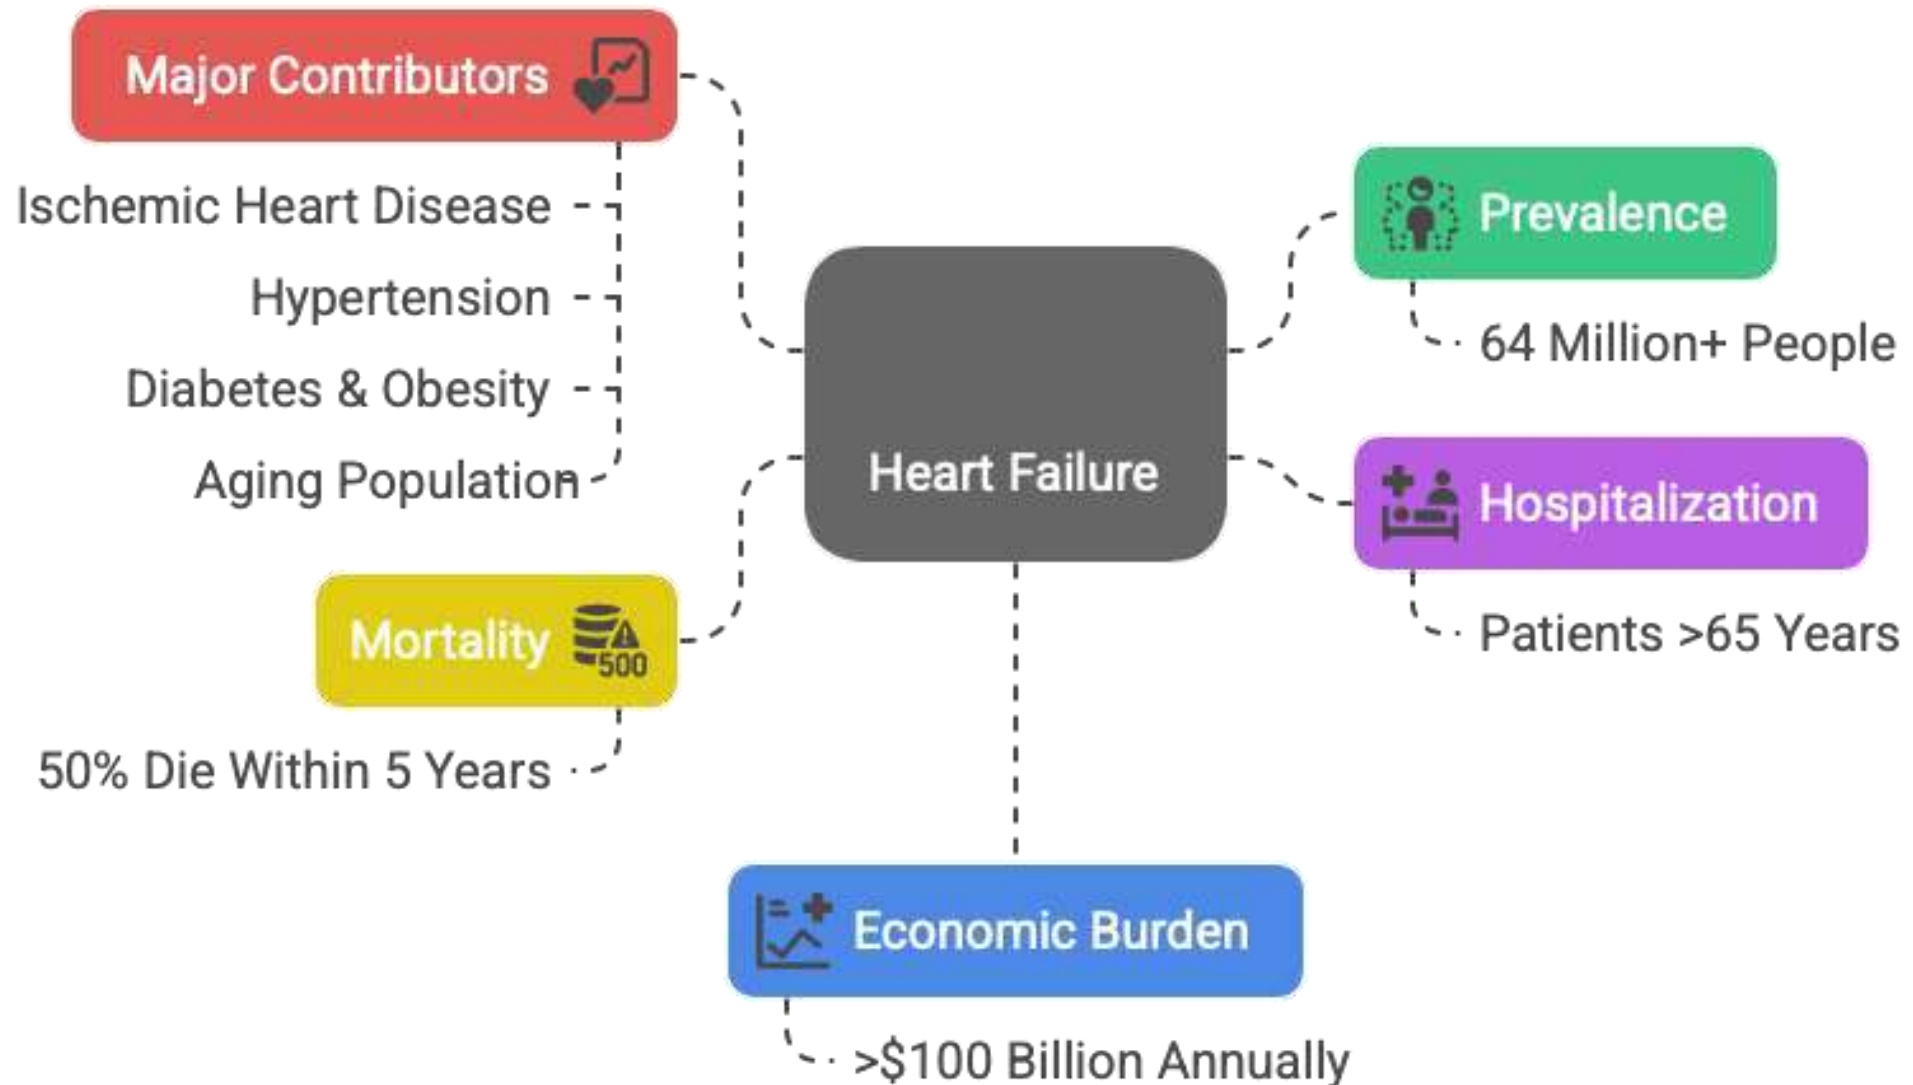 Major Contributors
Ischemic Heart Disease
Hypertension
Diabetes & Obesity
Aging Population
Mortality
500
50% Die Within 5 Years
Heart Failure
Prevalence
64 Million+ People
Hospitalization
Patients >65 Years
Economic Burden
>$100 Billion Annually